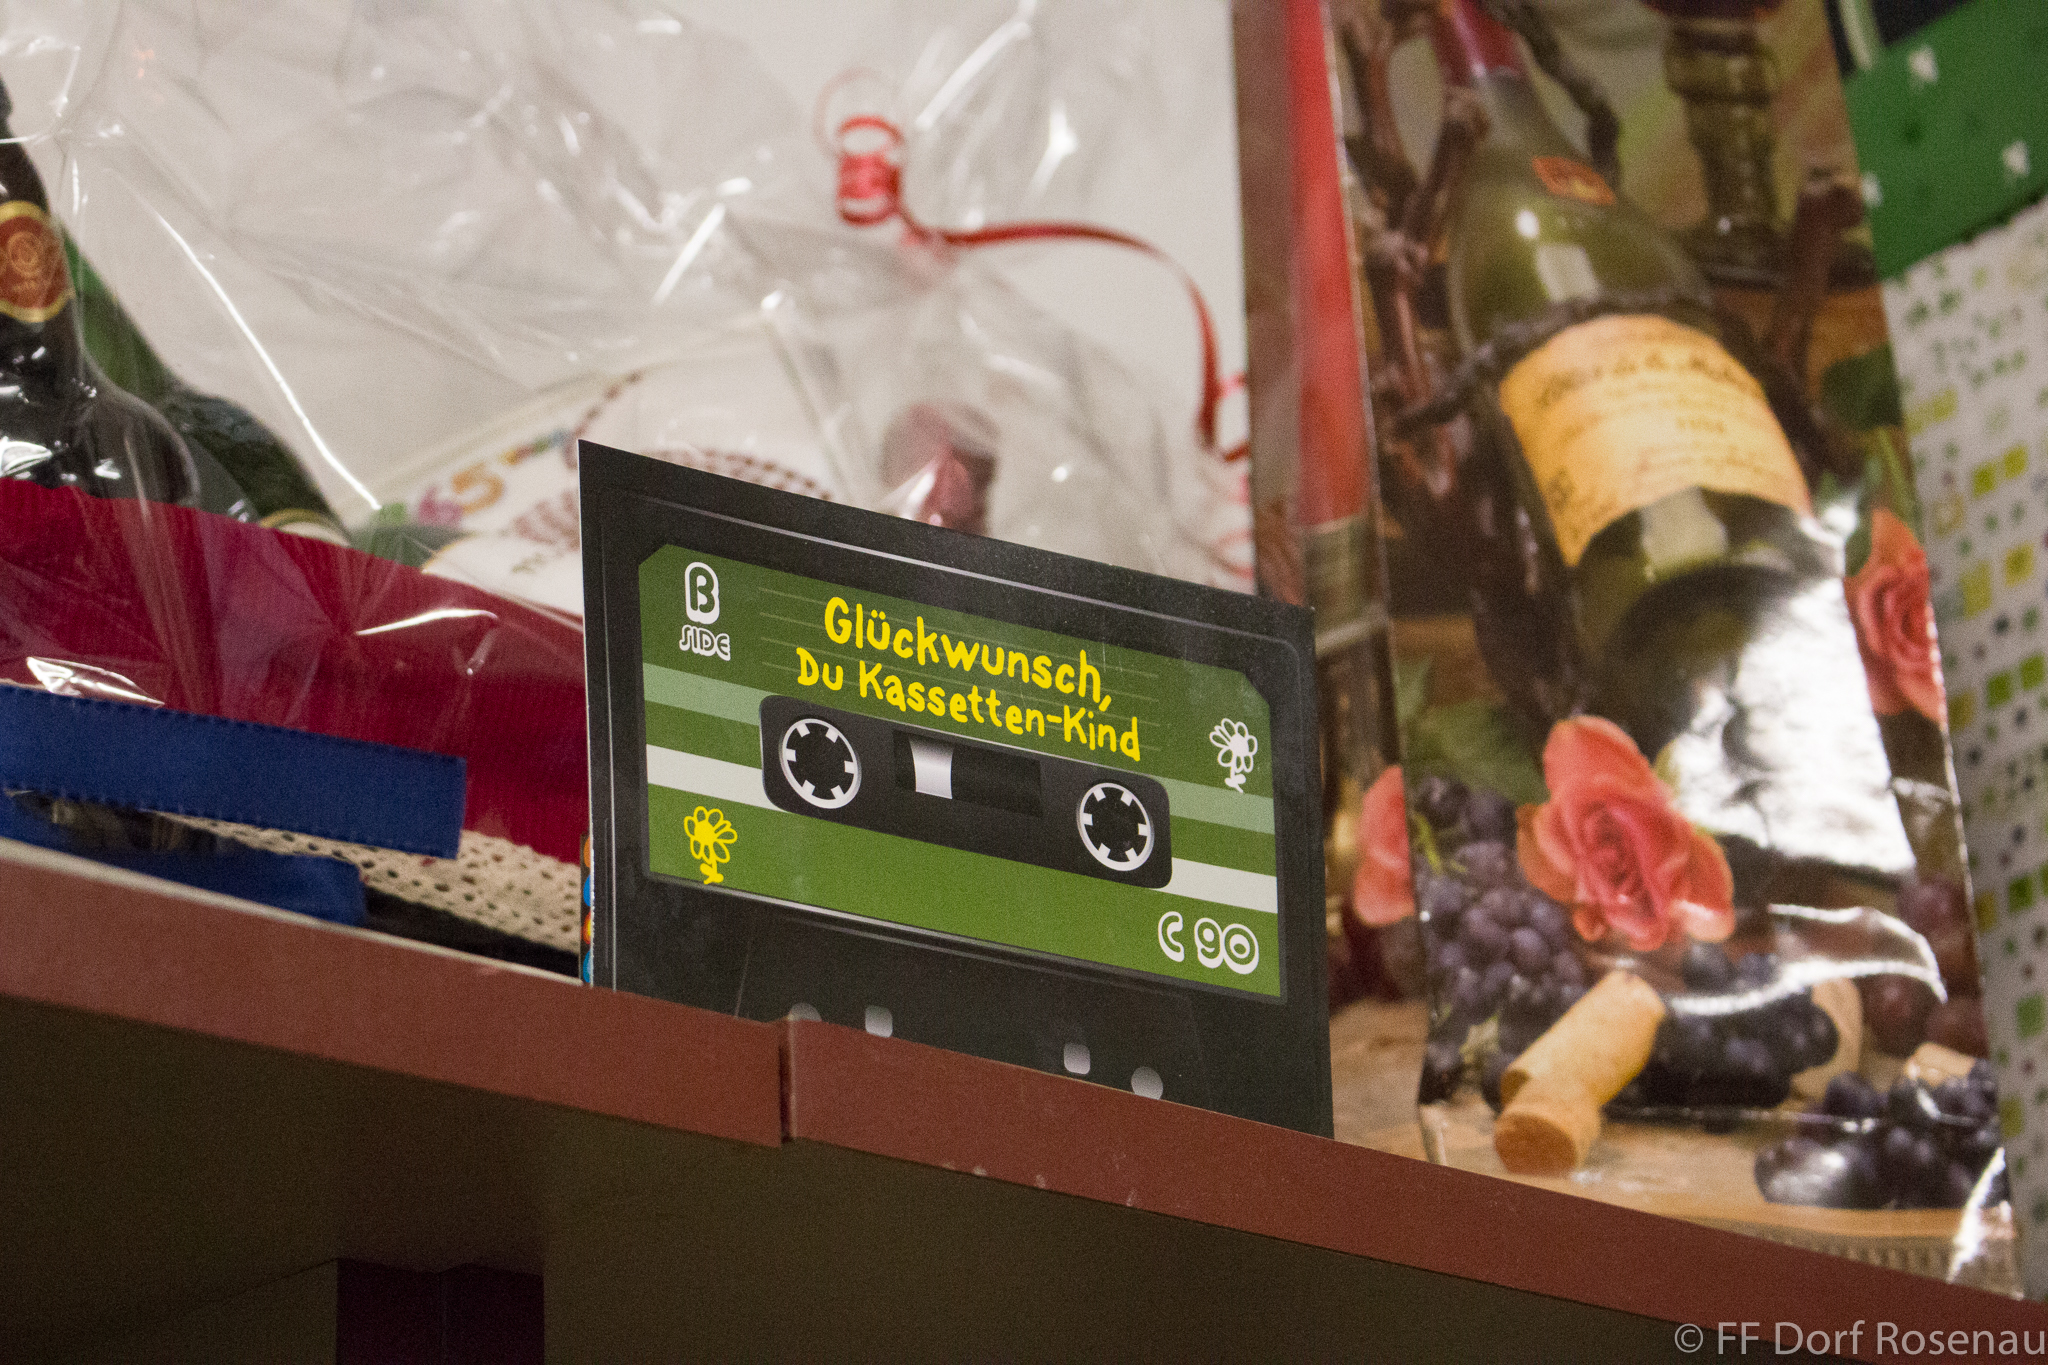 B
SIDE
Glückwunsch,
Du Kassetten-Kind
C 90
© FF Dorf Rosenau